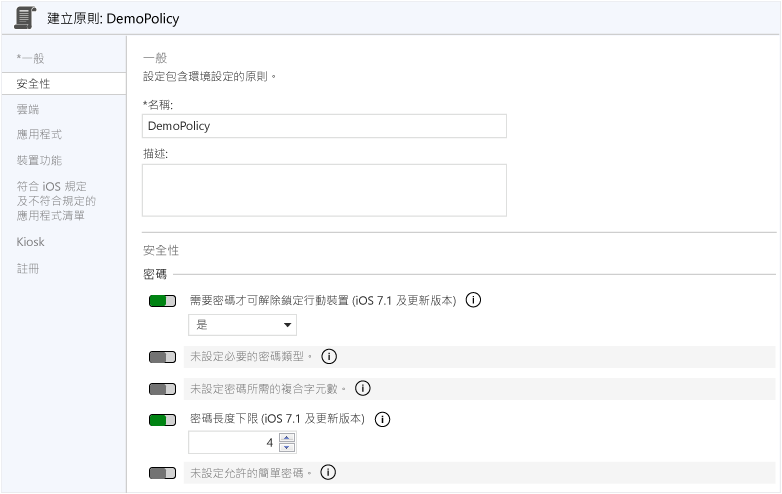 建立原則: DemoPolicy
*一般
安全性
雲端
應用程式
裝置功能
符合 iOS 規定
及不符合規定的
應用程式清單
Kiosk
註冊
一般
設定包含環境設定的原則。
*名稱:
DemoPolicy
描述:
安全性
密碼
需要密碼才可解除鎖定行動裝置 (iOS 7.1 及更新版本)
是
未設定必要的密碼類型。
未設定密碼所需的複合字元數。
密碼長度下限 (iOS 7.1 及更新版本)
4
未設定允許的簡單密碼。